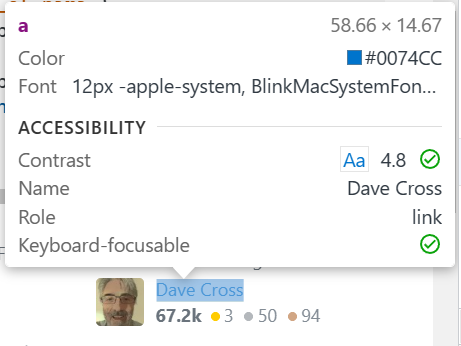 a 58.66 × 14.67
Color #0074CC
Font 12px -apple-system, BlinkMacSystemFon...
ACCESSIBILITY
Contrast Aa 4.8
Name Dave Cross
Role link
Keyboard-focusable
Dave Cross
67.2k 3 50 94